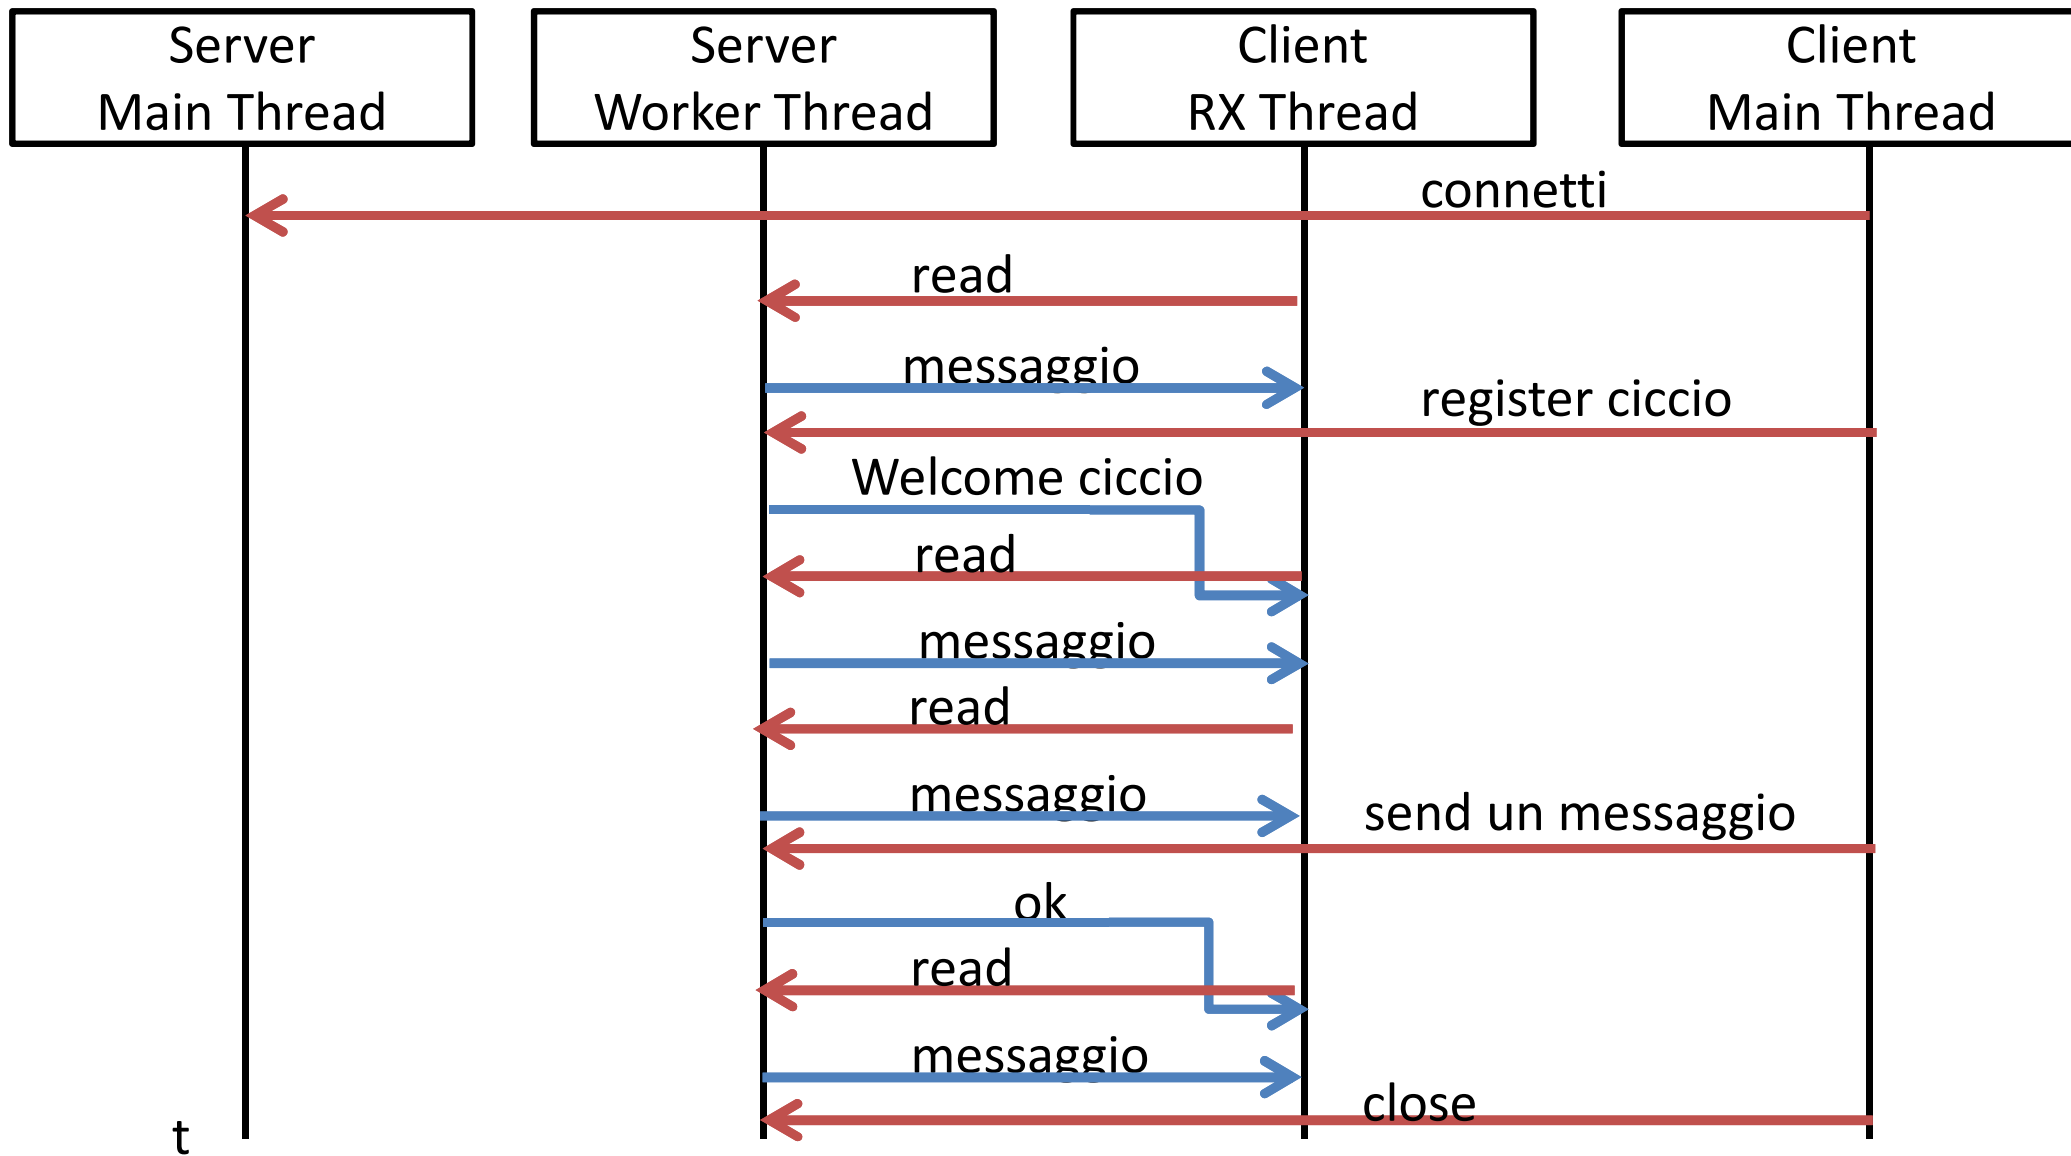 Server
Main Thread
Server
Worker Thread
Client
RX Thread
Client
Main Thread
connetti
read
messaggio
register ciccio
Welcome ciccio
read
messaggio
read
messaggio
send un messaggio
ok
read
messaggio
close
t